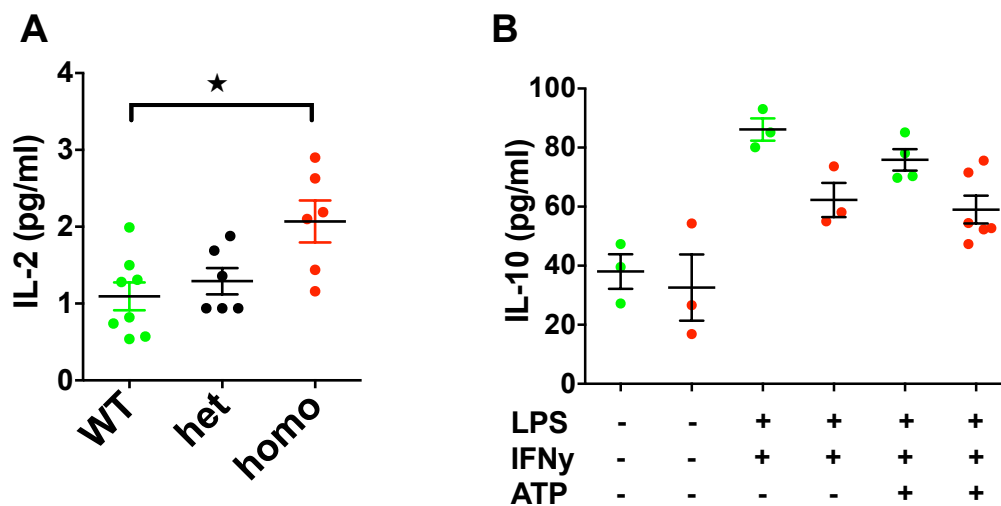 A
IL-2 (pg/ml)
4
3
2
1
0
★
WT
het
homo
B
IL-10 (pg/ml)
100
80
60
40
20
0
LPS - - + + + +
IFNy - - + + + +
ATP - - - - + +